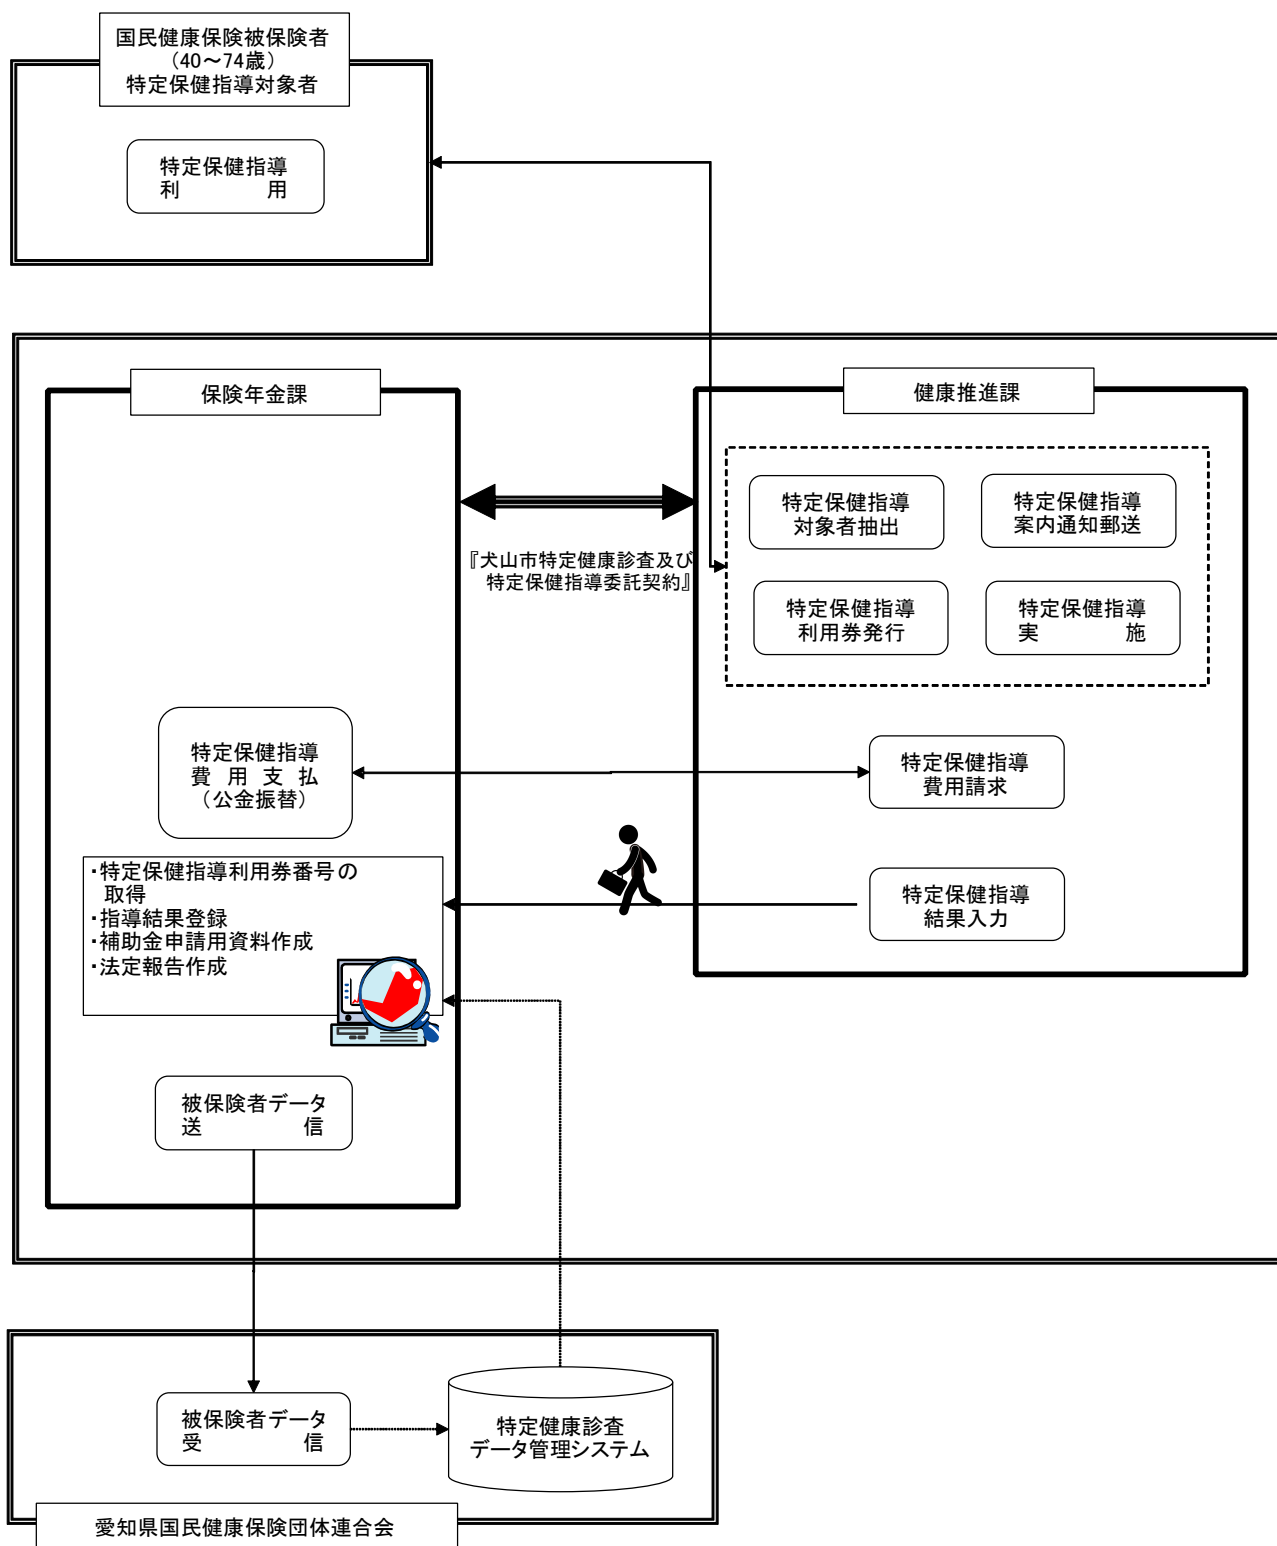 国民健康保険被保険者
（40～74歳）
特定保健指導対象者
特定保健指導
利　　　　用
保険年金課
健康推進課
特定保健指導
対象者抽出
特定保健指導
案内通知郵送
『犬山市特定健康診査及び
特定保健指導委託契約』
特定保健指導
利用券発行
特定保健指導
実　　　　施
特定保健指導
費　用　支　払
（公金振替）
特定保健指導
費用請求
・特定保健指導利用券番号の
取得
・指導結果登録
・補助金申請用資料作成
・法定報告作成
特定保健指導
結果入力
被保険者データ
送　　　　　信
被保険者データ
受　　　　　信
特定健康診査
データ管理システム
愛知県国民健康保険団体連合会